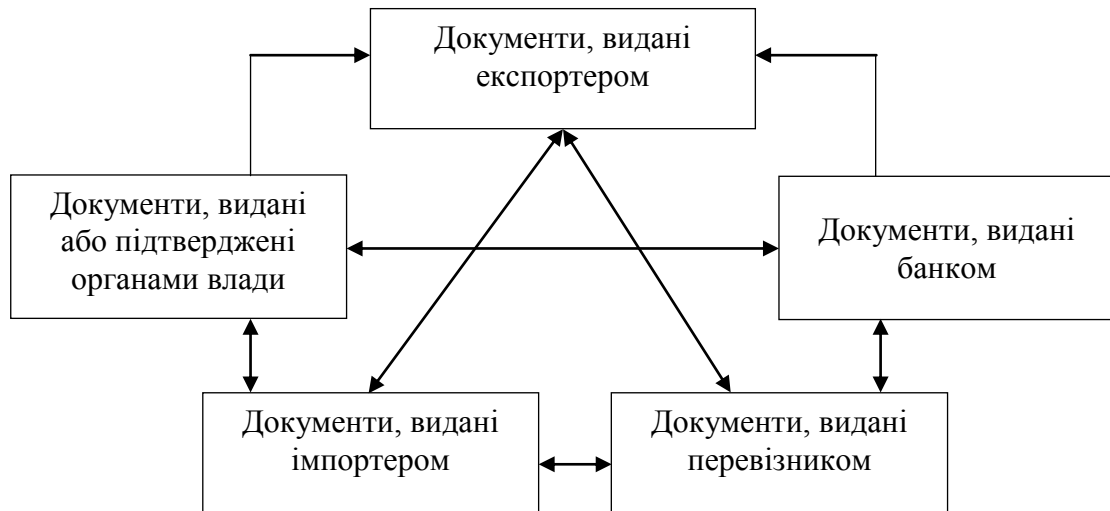 Документи, видані
експортером
Документи, видані
або підтверджені
органами влади
Документи, видані
банком
Документи, видані
імпортером
Документи, видані
перевізником